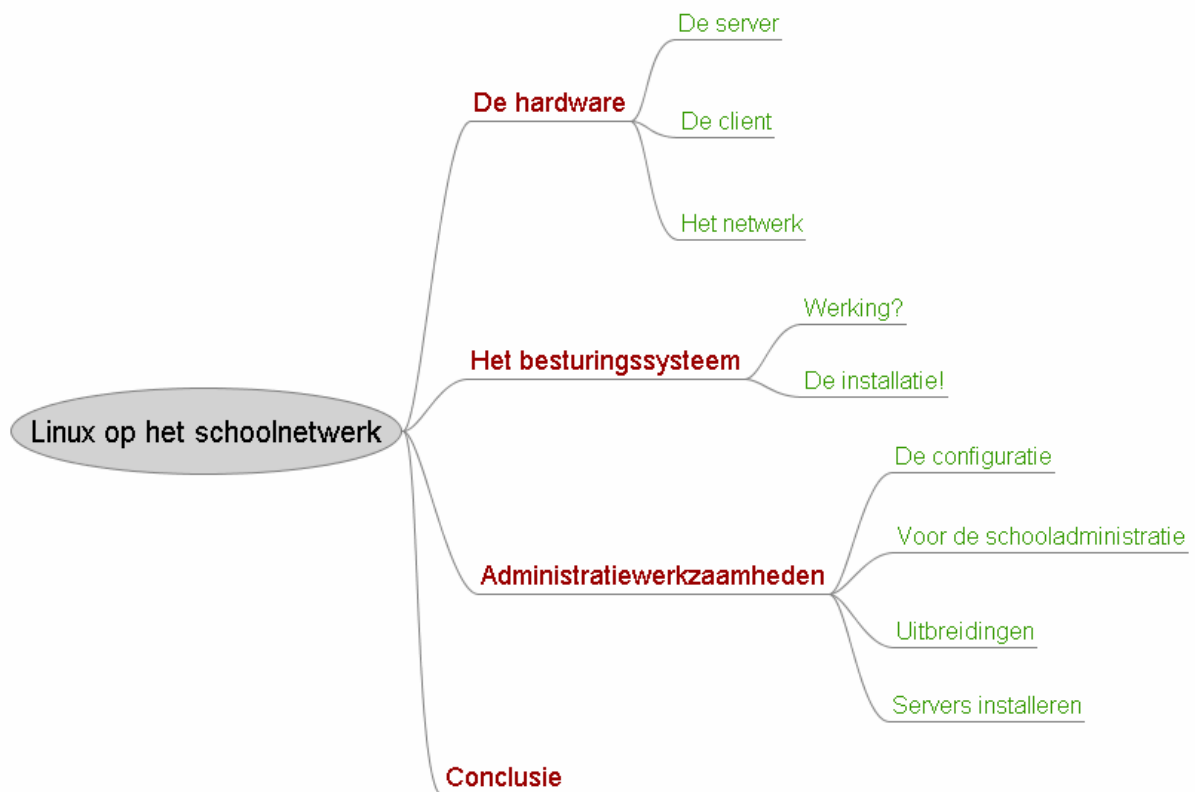 Linux op het schoolnetwerk
De hardware
De server
De client
Het netwerk
Het besturingssysteem
Werking?
De installatie!
Administratiewerkzaamheden
De configuratie
Voor de schooladministratie
Uitbreidingen
Servers installeren
Conclusie